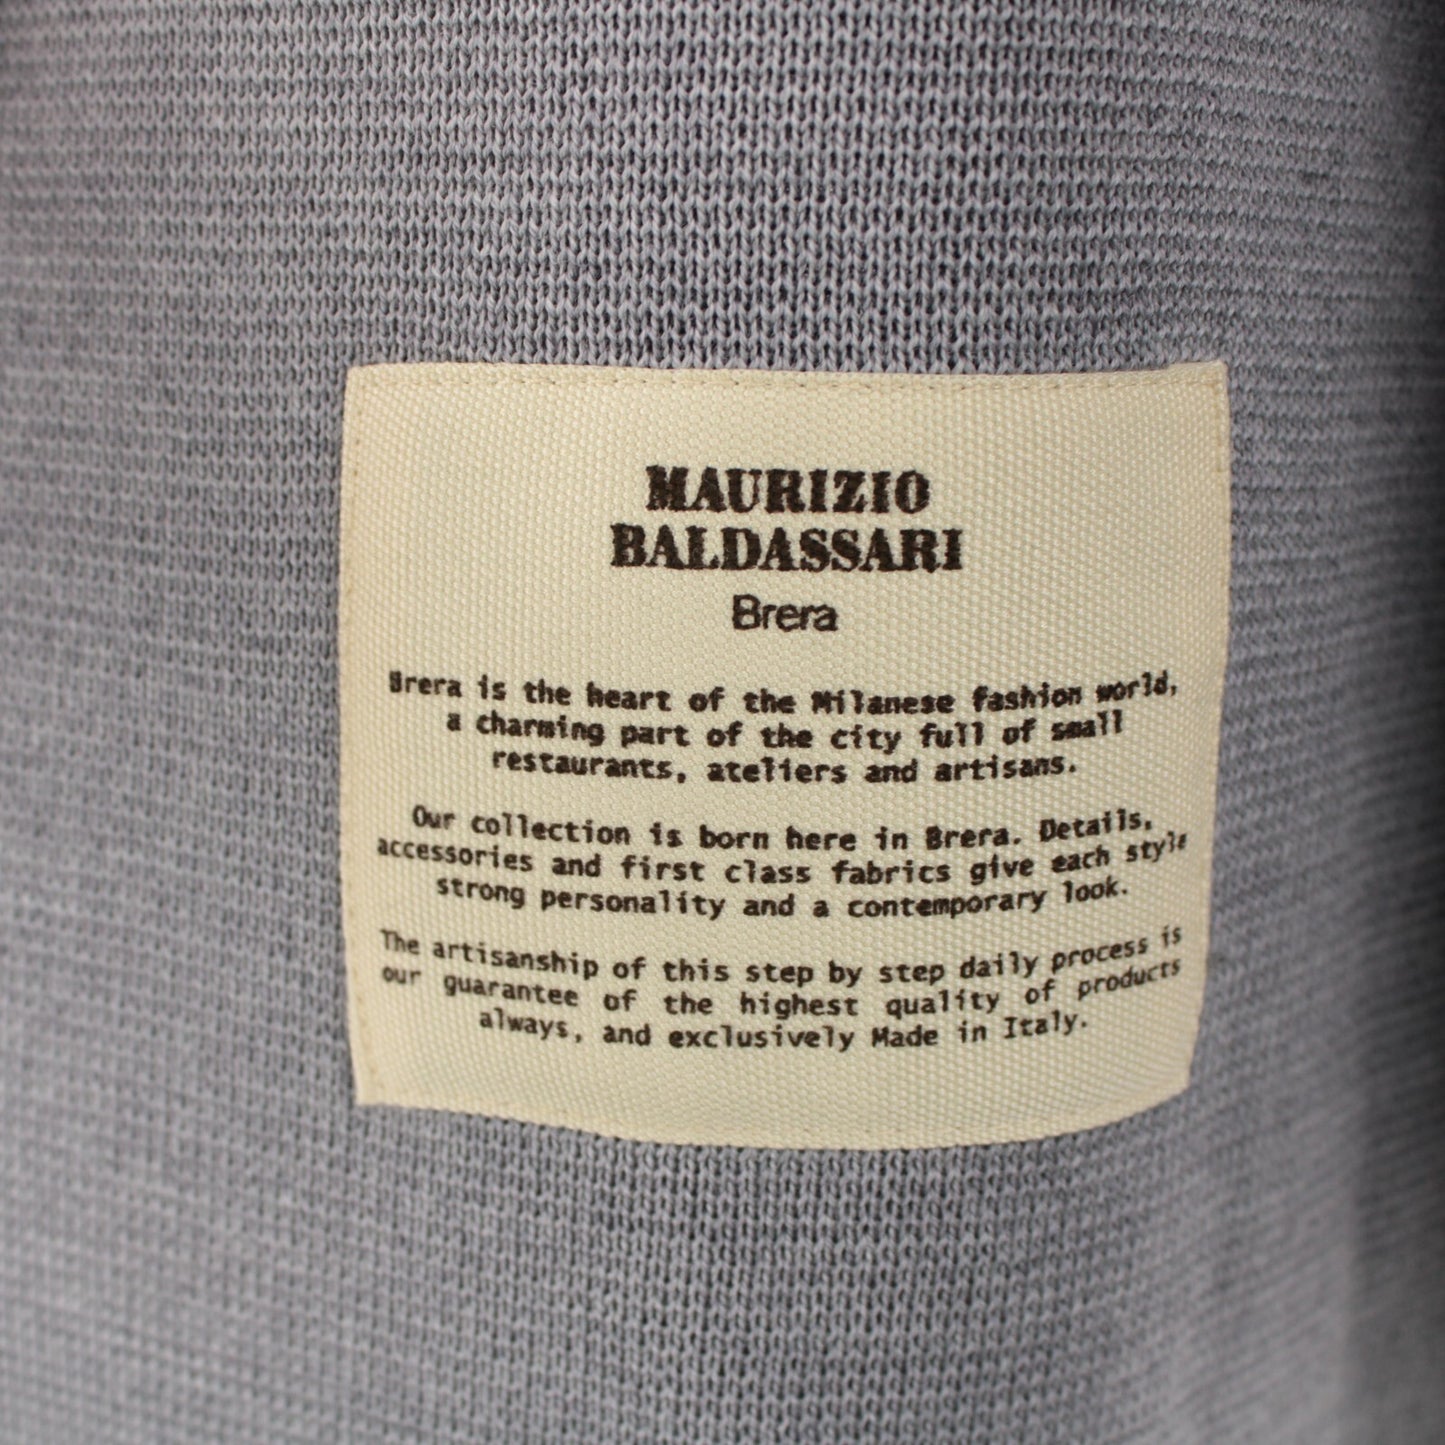 MAURIZIO
BALDASSARI
Brera
Brera is the heart of the Milanese fashion world,
a charming part of the city full of small
restaurants, ateliers and artisans.
Our collection is born here in Brera. Details,
accessories and first class fabrics give each style
strong personality and a contemporary look.
The artisanship of this step by step daily process is
our guarantee of the highest quality of products
always, and exclusively Made in Italy.